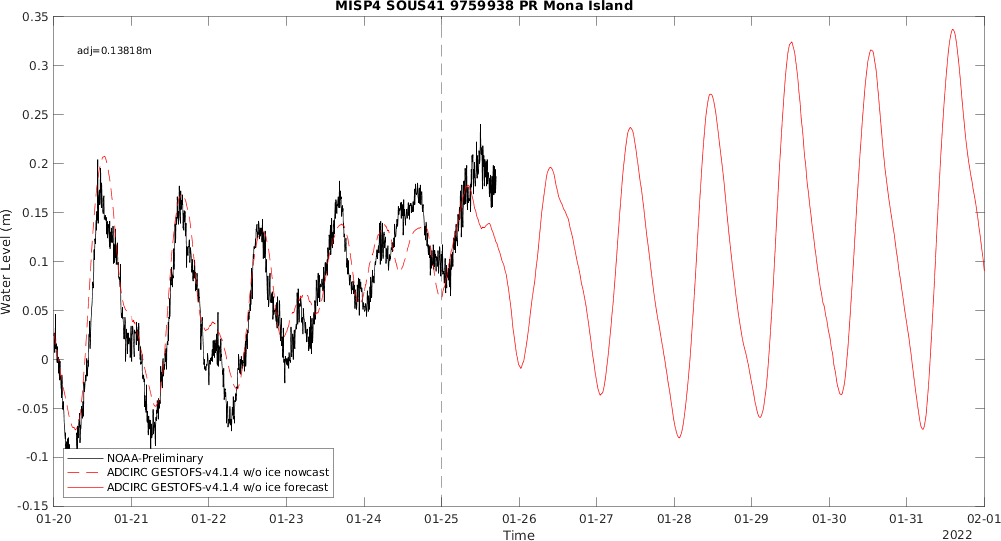 MISP4 SOUS41 9759938 PR Mona Island
adj=0.13818m
0.35
0.3
0.25
0.2
0.15
0.1
0.05
0
-0.05
-0.1
-0.15
Water Level (m)
NOAA-Preliminary
ADCIRC GESTOFS-v4.1.4 w/o ice nowcast
ADCIRC GESTOFS-v4.1.4 w/o ice forecast
01-20 01-21 01-22 01-23 01-24 01-25 01-26 01-27 01-28 01-29 01-30 01-31 02-01
Time
2022